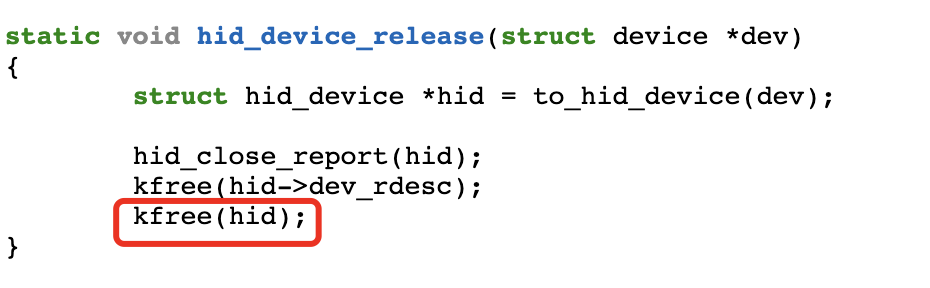 static void hid_device_release(struct device *dev)
{
struct hid_device *hid = to_hid_device(dev);
hid_close_report(hid);
kfree(hid->dev_rdesc);
kfree(hid);
}